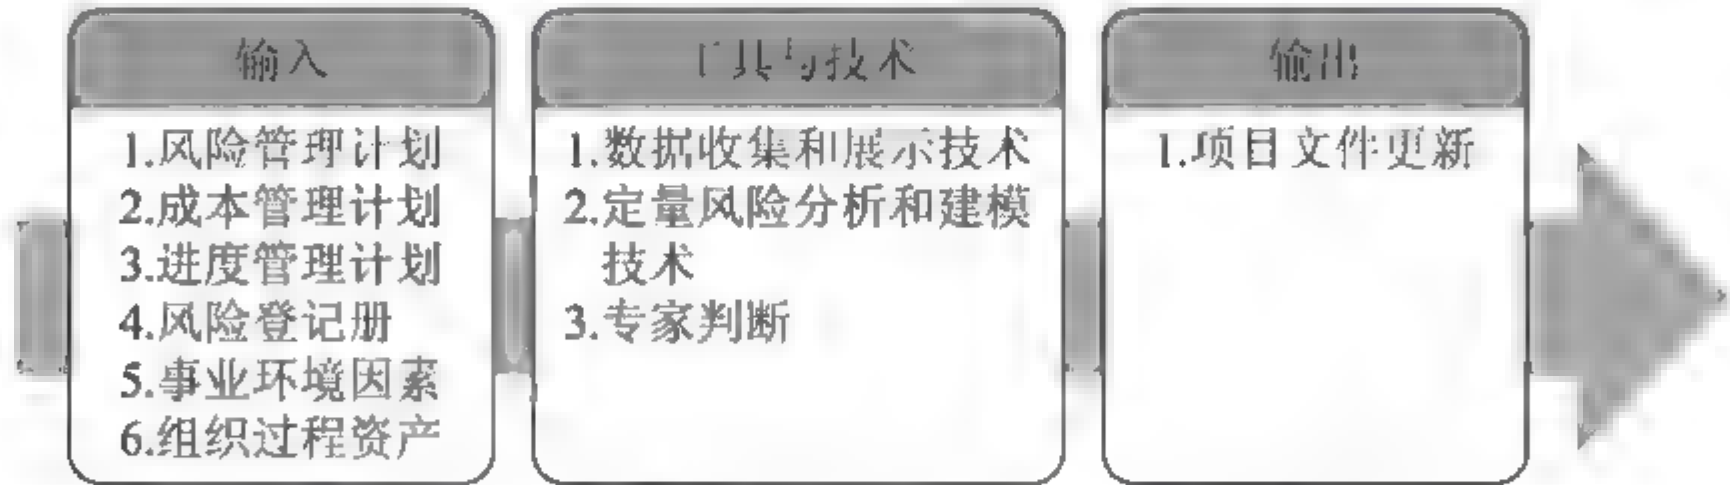 输入
1.风险管理计划
2.成本管理计划
3.进度管理计划
4.风险登记册
5.事业环境因素
6.组织过程资产
工具与技术
1.数据收集和展示技术
2.定量风险分析和建模
技术
3.专家判断
输出
1.项目文件更新